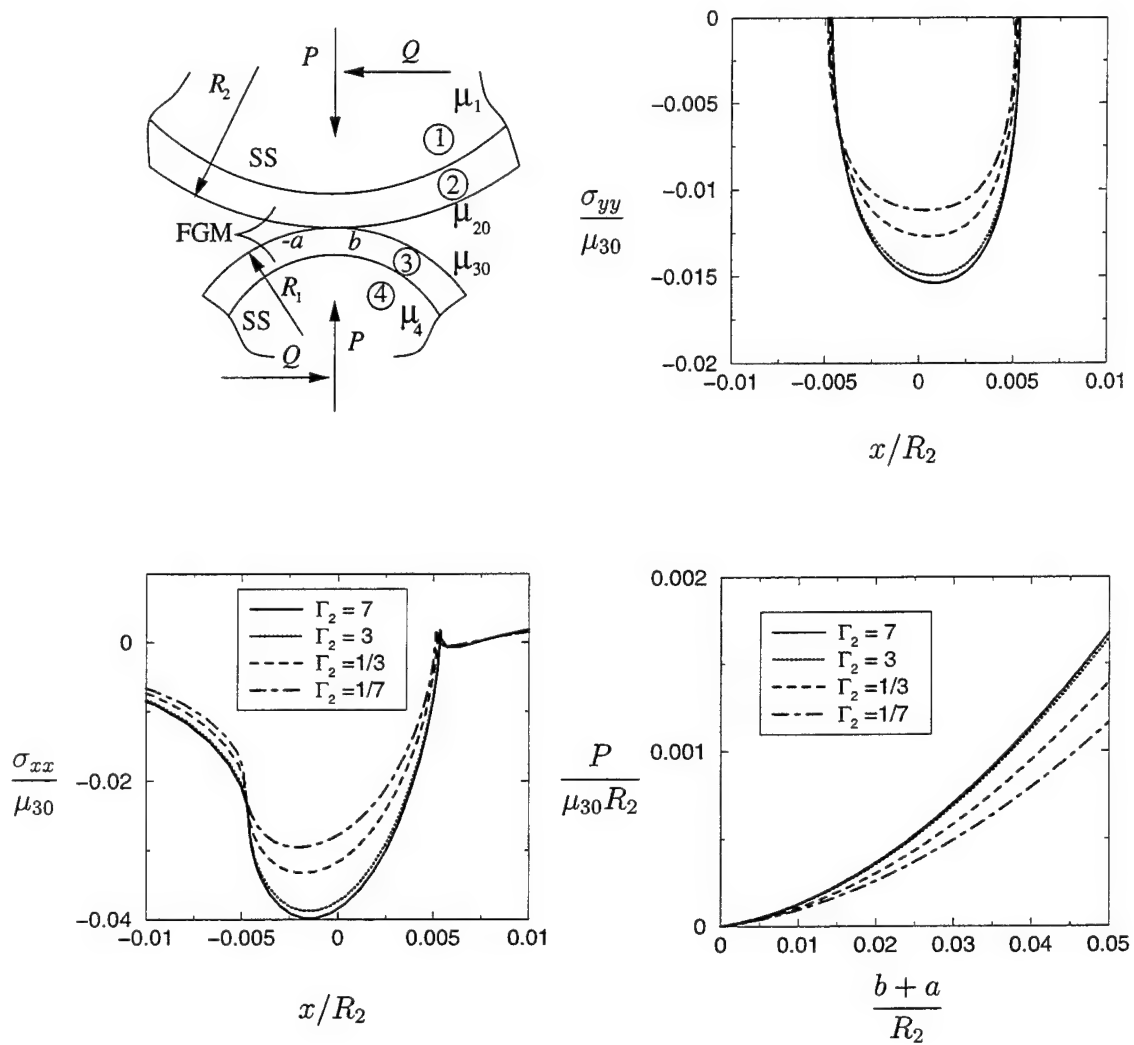 P
Q
R₂
μ₁
SS
①
②
μ₂₀
FGM
-a
b
μ₃₀
③
R₁
④
SS
μ₄
Q
P
0
−0.005
−0.01
−0.015
−0.02
σyy
μ₃₀
−0.01
−0.005
0
0.005
0.01
x/R₂
Γ₂ = 7
Γ₂ = 3
Γ₂ =1/3
Γ₂ =1/7
0
−0.02
−0.04
σxx
μ₃₀
−0.01
−0.005
0
0.005
0.01
x/R₂
0.002
Γ₂ = 7
Γ₂ = 3
Γ₂ =1/3
Γ₂ =1/7
0.001
0
P
μ₃₀R₂
0
0.01
0.02
0.03
0.04
0.05
b + a
R₂